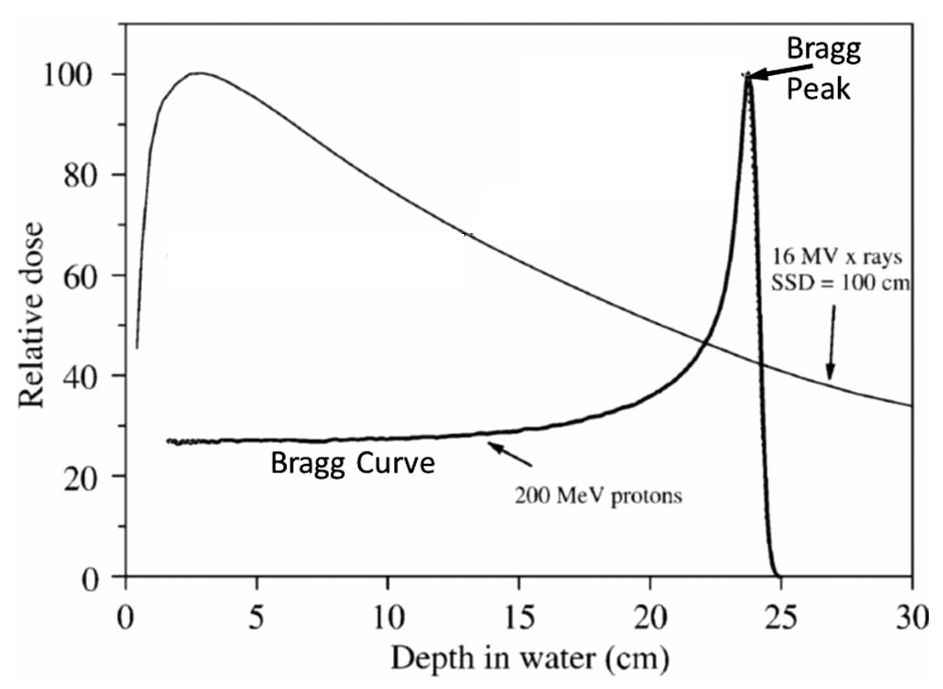 Bragg
Peak
100
80
60
40
20
0
Relative dose
16 MV x rays
SSD = 100 cm
Bragg Curve
200 MeV protons
0 5 10 15 20 25 30
Depth in water (cm)